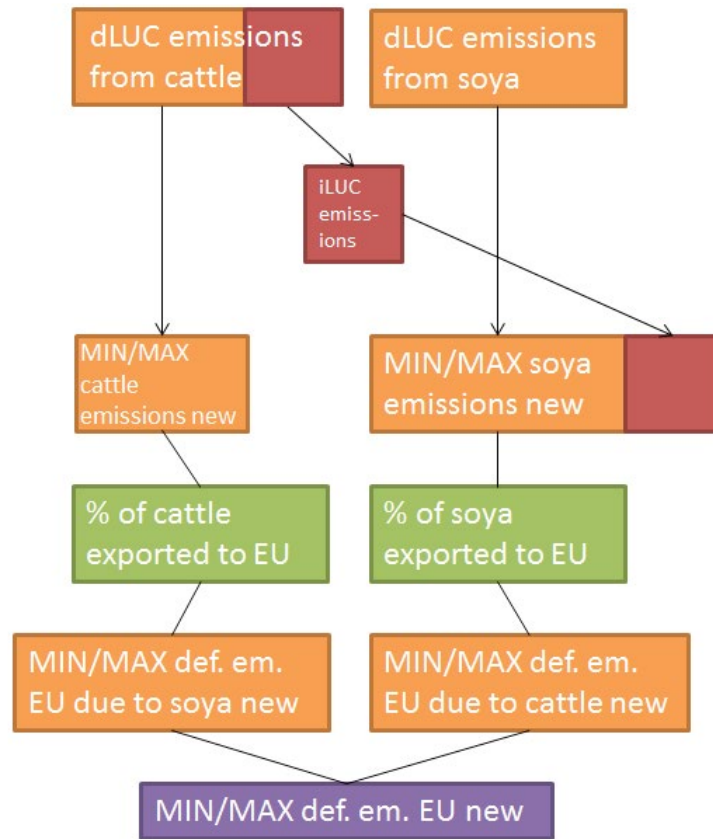 dLUC emissions
from cattle
dLUC emissions
from soya
iLUC
emiss-
ions
MIN/MAX
cattle
emissions new
MIN/MAX soya
emissions new
% of cattle
exported to EU
% of soya
exported to EU
MIN/MAX def. em.
EU due to soya new
MIN/MAX def. em.
EU due to cattle new
MIN/MAX def. em. EU new